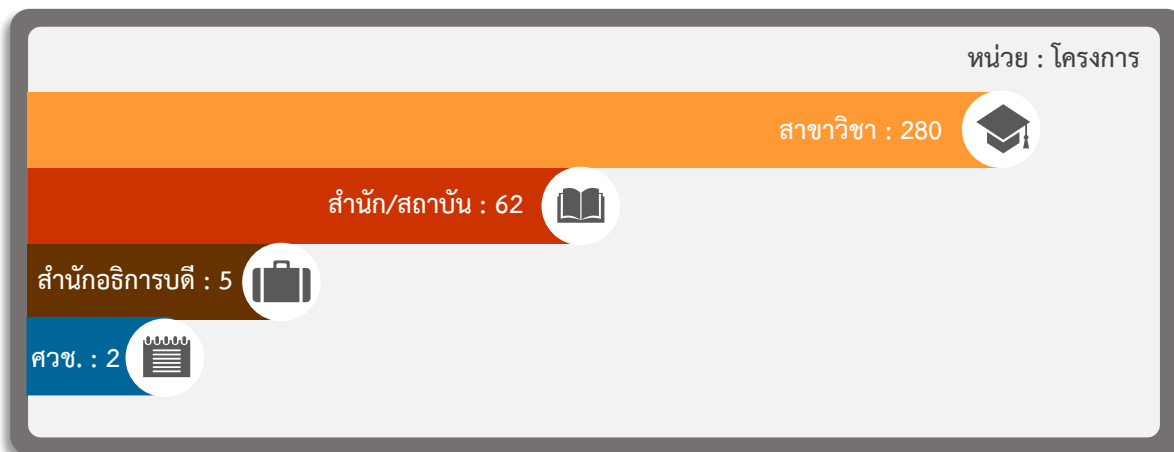 หน่วย : โครงการ
สาขาวิชา : 280
สำนัก/สถาบัน : 62
สำนักอธิการบดี : 5
ศวช. : 2